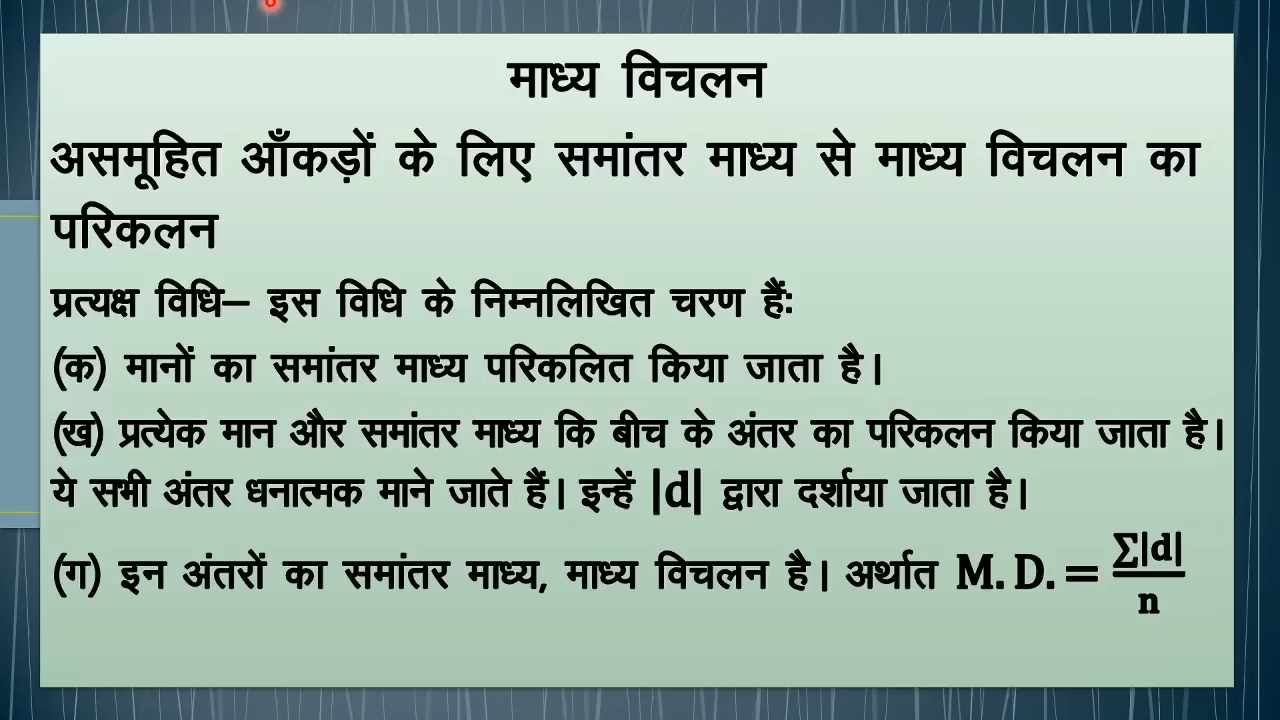 माध्य विचलन
असमूहित आँकड़ों के लिए समांतर माध्य से माध्य विचलन का
परिकलन
प्रत्यक्ष विधि– इस विधि के निम्नलिखित चरण हैं:
(क) मानों का समांतर माध्य परिकलित किया जाता है।
(ख) प्रत्येक मान और समांतर माध्य कि बीच के अंतर का परिकलन किया जाता है।
ये सभी अंतर धनात्मक माने जाते हैं। इन्हें |d| द्वारा दर्शाया जाता है।
(ग) इन अंतरों का समांतर माध्य, माध्य विचलन है। अर्थात M.D.= ∑|d|/n